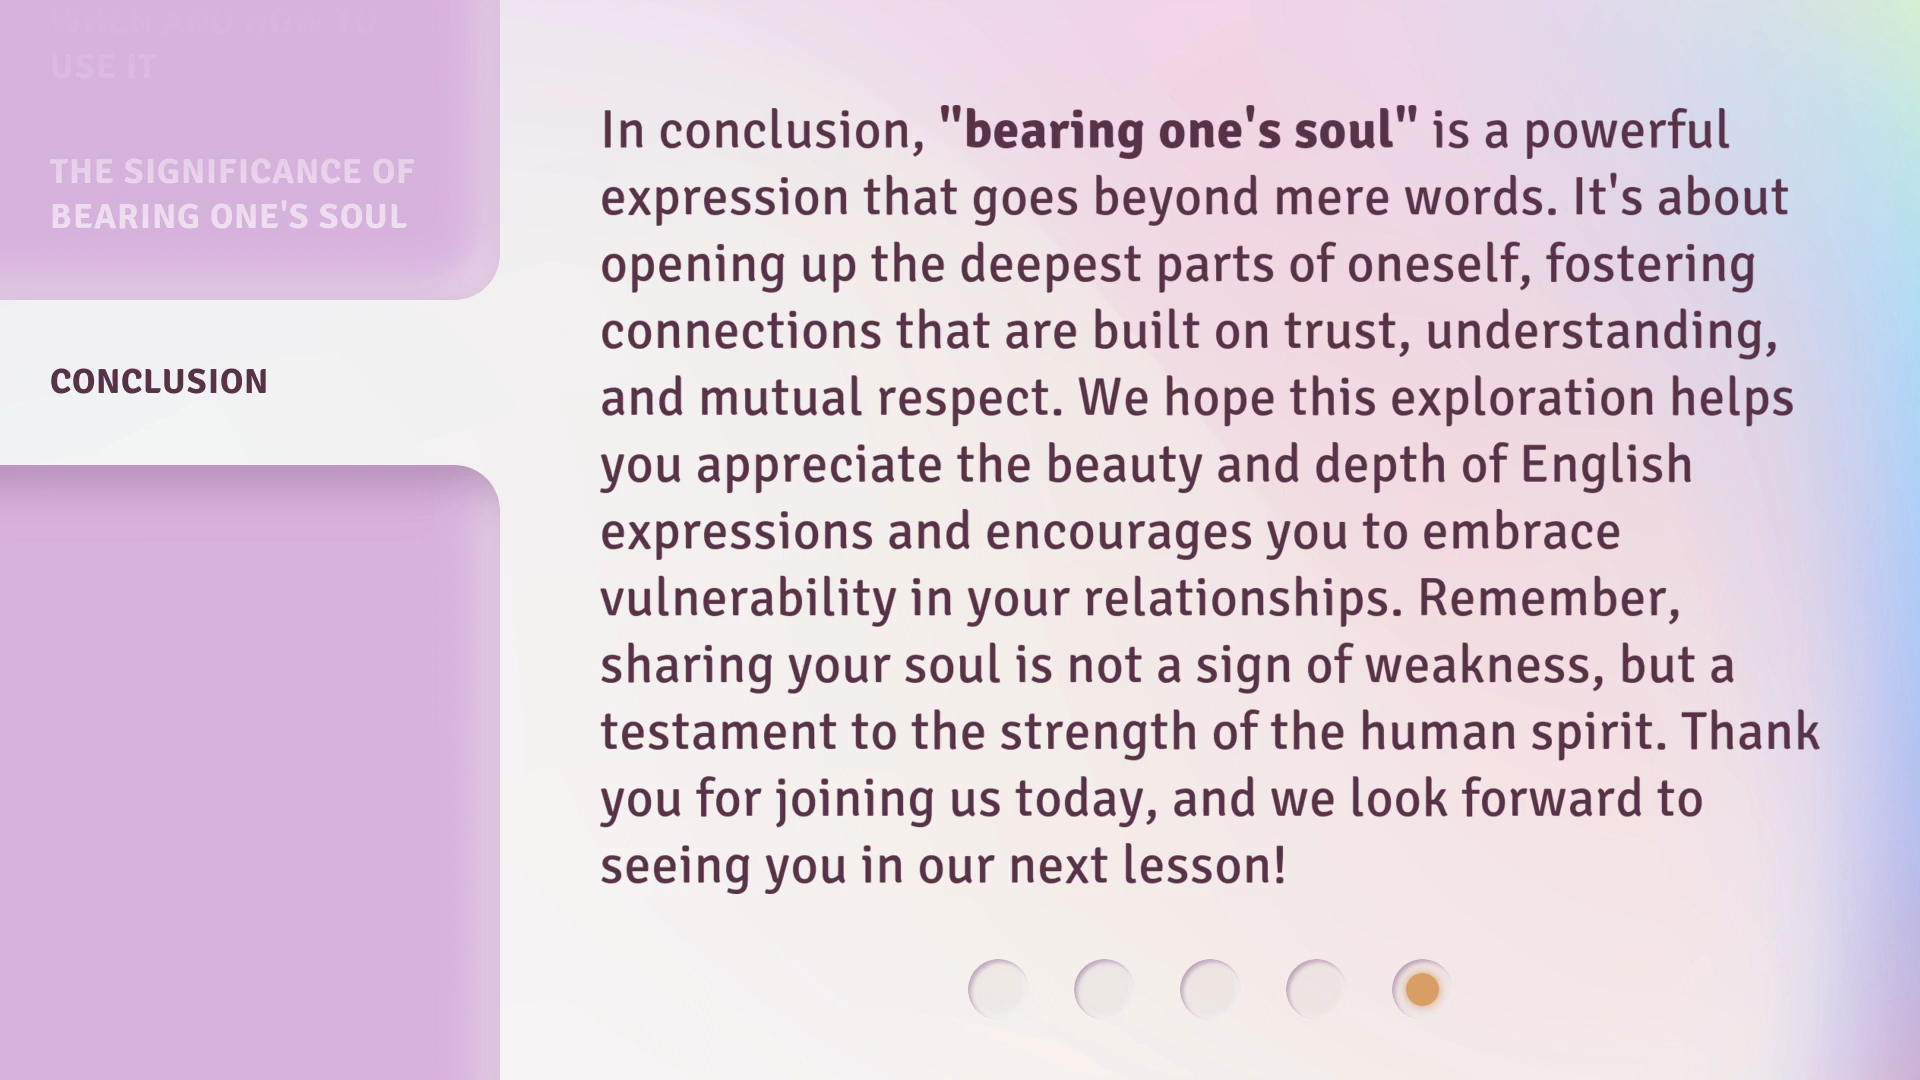 WHEN AND HOW TO
USE IT
THE SIGNIFICANCE OF
BEARING ONE'S SOUL
CONCLUSION
In conclusion, "bearing one's soul" is a powerful
expression that goes beyond mere words. It's about
opening up the deepest parts of oneself, fostering
connections that are built on trust, understanding,
and mutual respect. We hope this exploration helps
you appreciate the beauty and depth of English
expressions and encourages you to embrace
vulnerability in your relationships. Remember,
sharing your soul is not a sign of weakness, but a
testament to the strength of the human spirit. Thank
you for joining us today, and we look forward to
seeing you in our next lesson!